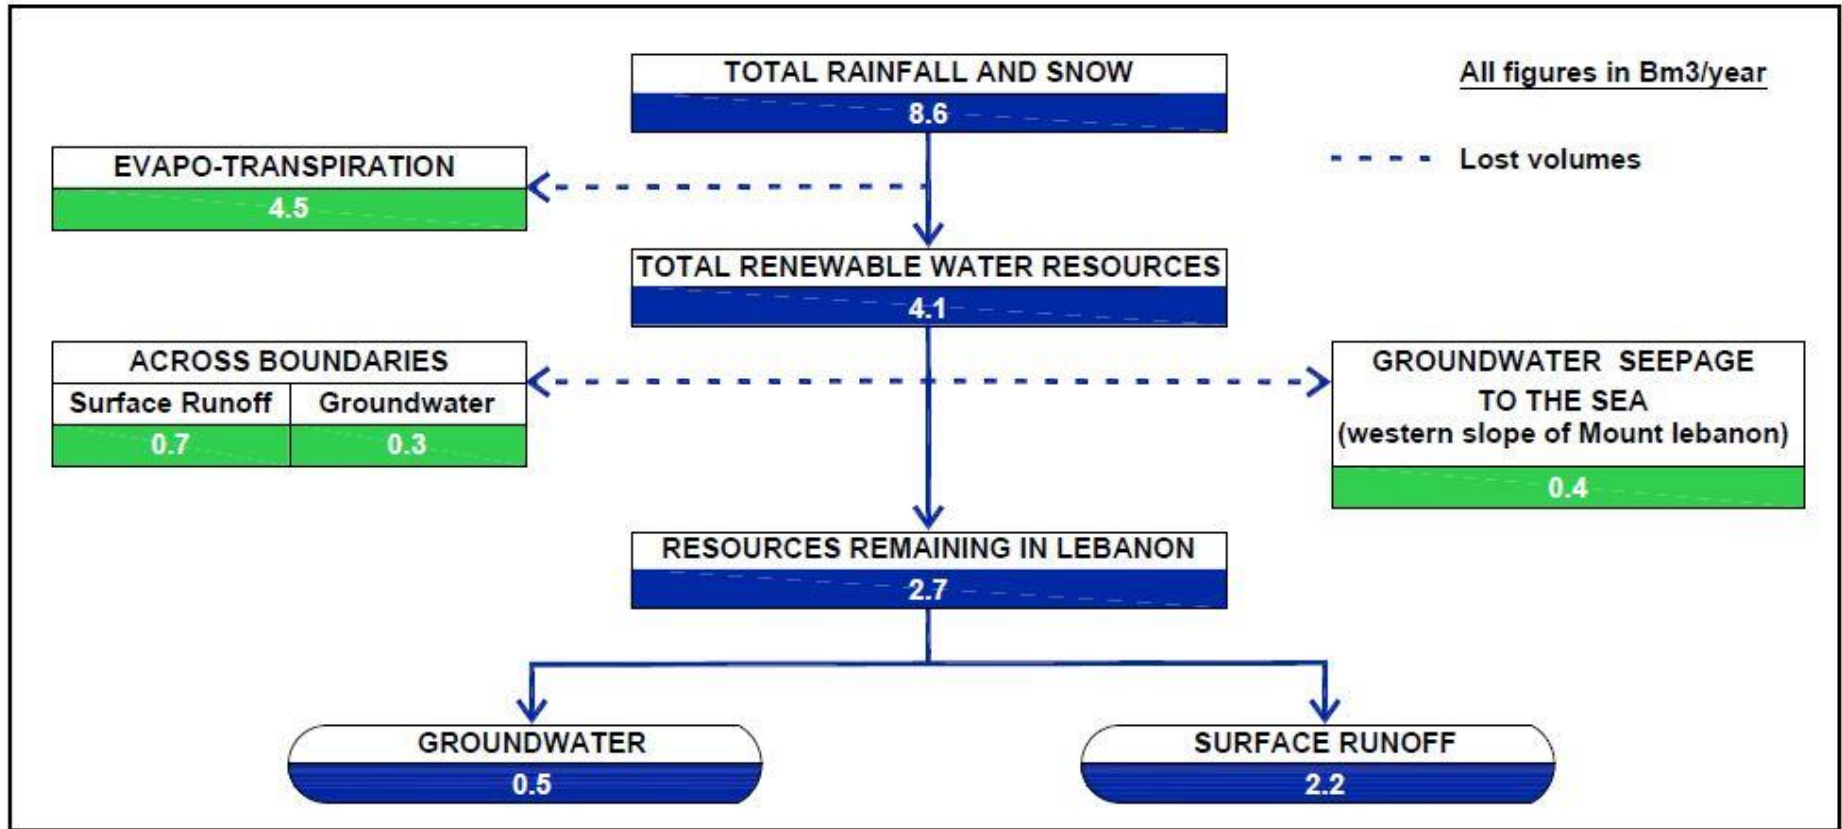 TOTAL RAINFALL AND SNOW
8.6
All figures in Bm3/year
Lost volumes
EVAPO-TRANSPIRATION
4.5
TOTAL RENEWABLE WATER RESOURCES
4.1
ACROSS BOUNDARIES
Surface Runoff
Groundwater
0.7
0.3
GROUNDWATER SEEPAGE
TO THE SEA
(western slope of Mount lebanon)
0.4
RESOURCES REMAINING IN LEBANON
2.7
GROUNDWATER
0.5
SURFACE RUNOFF
2.2